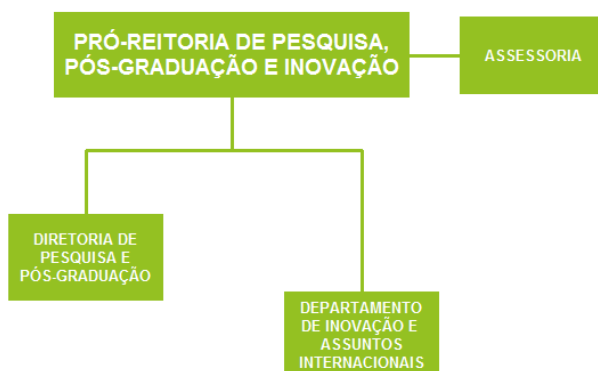 PRÓ-REITORIA DE PESQUISA,
PÓS-GRADUAÇÃO E INOVAÇÃO
ASSESSORIA
DIRETORIA DE
PESQUISA E
PÓS-GRADUAÇÃO
DEPARTAMENTO
DE INOVAÇÃO E
ASSUNTOS
INTERNACIONAIS